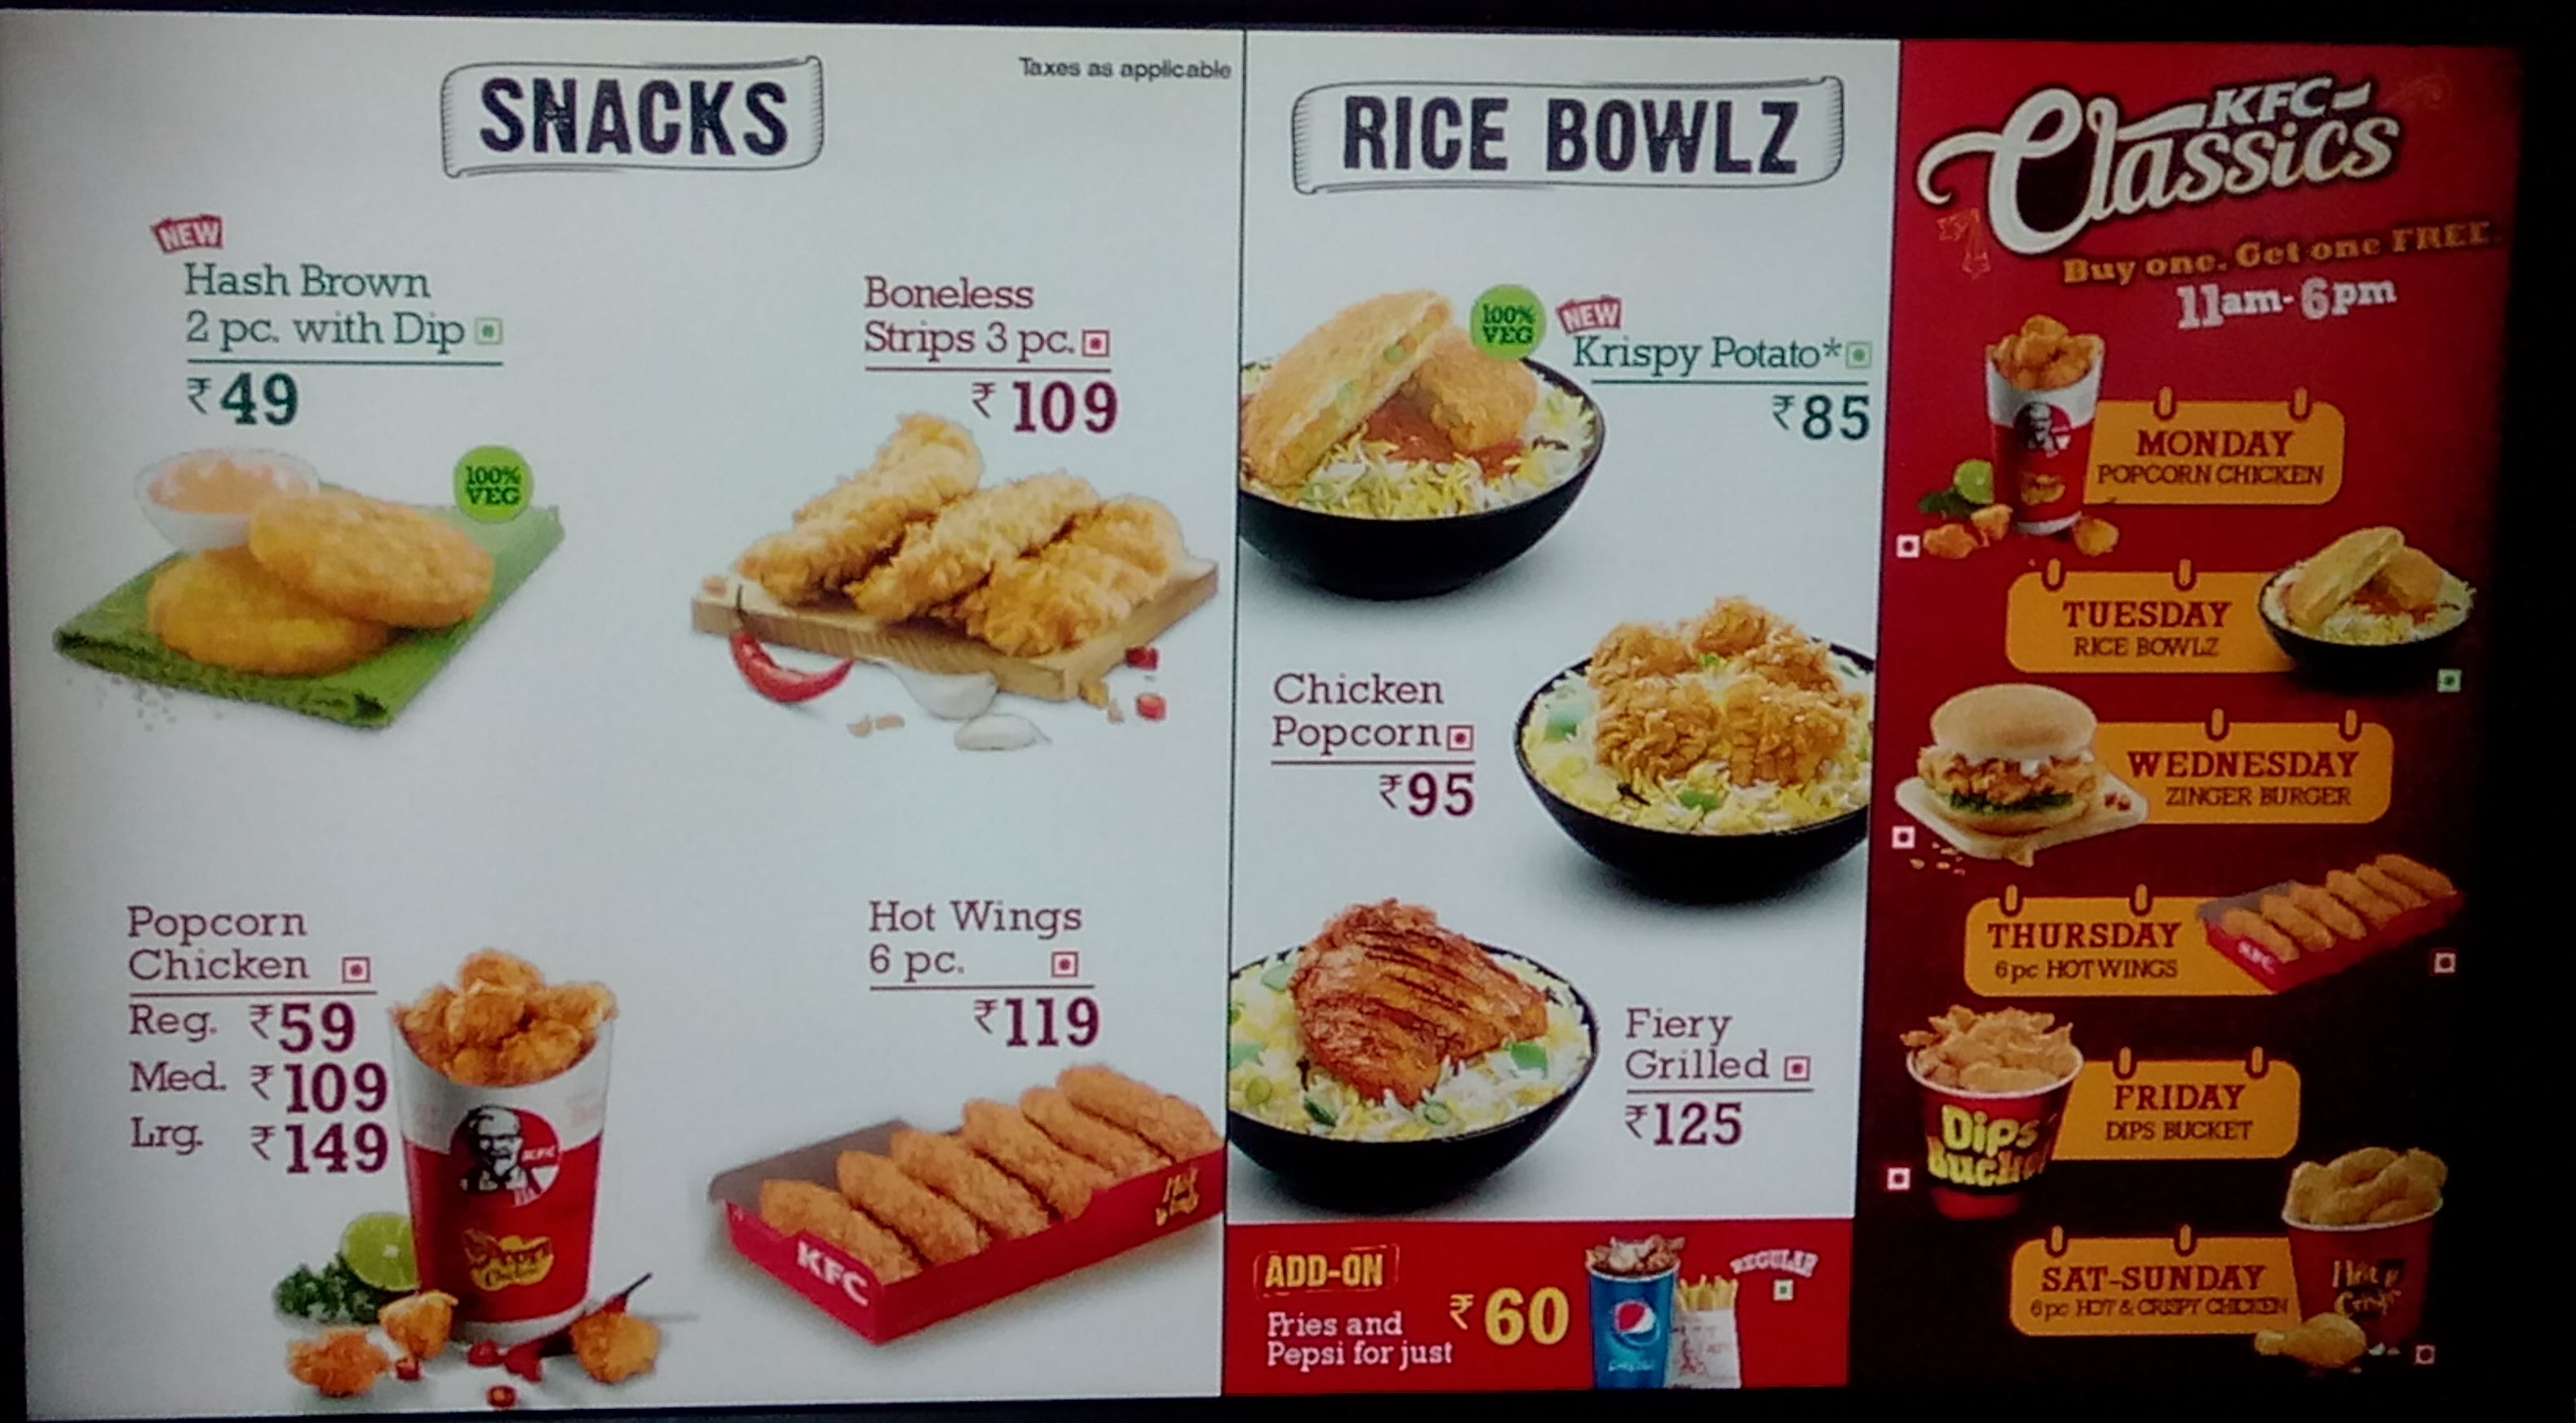 SNACKS
Taxes as applicable
NEW
Hash Brown
2 pc. with Dip
₹49
100%
VEG
Boneless
Strips 3 pc.
₹109
Popcorn
Chicken
Reg. ₹59
Med. ₹109
Lrg. ₹149
KFC
Hot Wings
6 pc.
₹119
KFC
RICE BOWLZ
100%
VEG
NEW
Krispy Potato*
₹85
Chicken
Popcorn
₹95
Fiery
Grilled
₹125
ADD-ON
Fries and
Pepsi for just
₹60
REGULAR
KFC
Classics
Buy one. Get one FREE.
11am-6pm
MONDAY
POPCORN CHICKEN
TUESDAY
RICE BOWLZ
WEDNESDAY
ZINGER BURGER
THURSDAY
6pc HOT WINGS
KFC
FRIDAY
DIPS BUCKET
Dips
Bucket
SAT-SUNDAY
6pc HOT & CRISPY CHICKEN